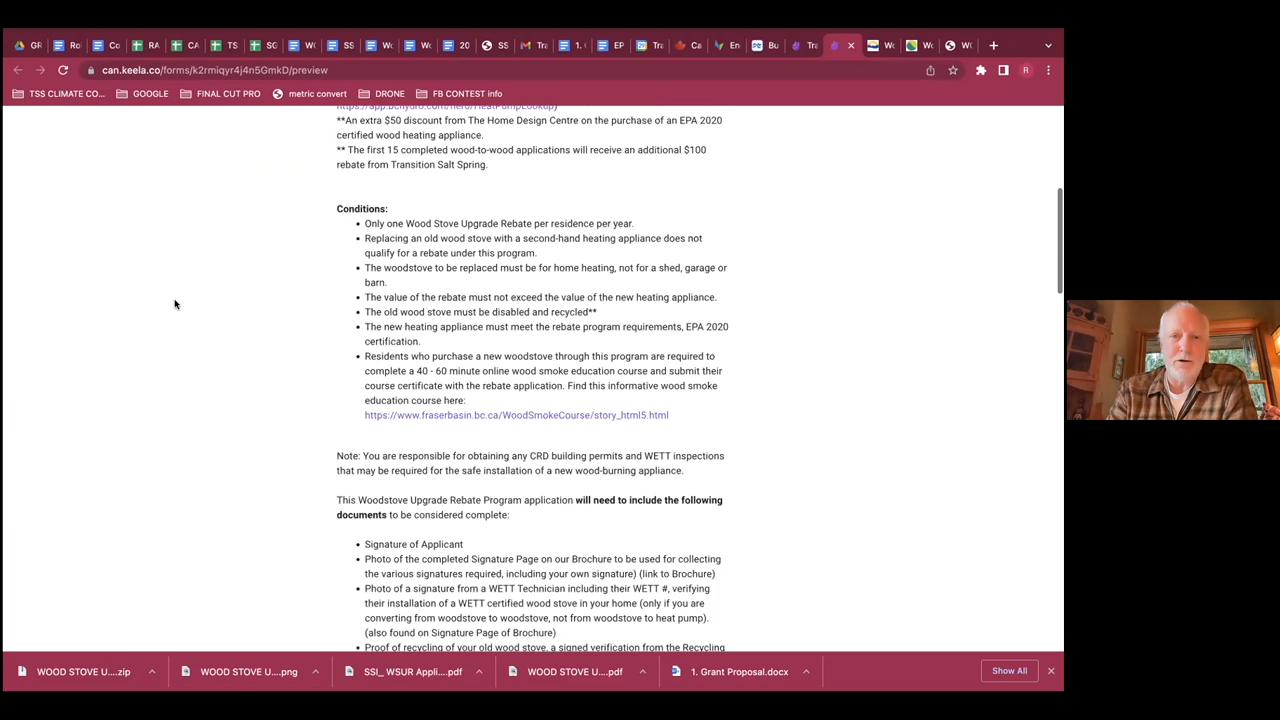 GR
Rol
Co
RA
CA
TS
SG
WO
SS
Wo
Wo
20
SS
Tra
1. G
EP
Tra
Ca
En
Bu
Tra
Wo
Wo
WO
can.keela.co/forms/k2rmiqyr4j4n5GmkD/preview
R
TSS CLIMATE CO...
GOOGLE
FINAL CUT PRO
metric convert
DRONE
FB CONTEST info
https://app.bchydro.com/hero/HeatPumpLookup/
**An extra $50 discount from The Home Design Centre on the purchase of an EPA 2020
certified wood heating appliance.
** The first 15 completed wood-to-wood applications will receive an additional $100
rebate from Transition Salt Spring.
Conditions:
• Only one Wood Stove Upgrade Rebate per residence per year.
• Replacing an old wood stove with a second-hand heating appliance does not
qualify for a rebate under this program.
• The woodstove to be replaced must be for home heating, not for a shed, garage or
barn.
• The value of the rebate must not exceed the value of the new heating appliance.
• The old wood stove must be disabled and recycled**
• The new heating appliance must meet the rebate program requirements, EPA 2020
certification.
• Residents who purchase a new woodstove through this program are required to
complete a 40 - 60 minute online wood smoke education course and submit their
course certificate with the rebate application. Find this informative wood smoke
education course here:
https://www.fraserbasin.bc.ca/WoodSmokeCourse/story_html5.html
Note: You are responsible for obtaining any CRD building permits and WETT inspections
that may be required for the safe installation of a new wood-burning appliance.
This Woodstove Upgrade Rebate Program application will need to include the following
documents to be considered complete:
• Signature of Applicant
• Photo of the completed Signature Page on our Brochure to be used for collecting
the various signatures required, including your own signature) (link to Brochure)
• Photo of a signature from a WETT Technician including their WETT #, verifying
their installation of a WETT certified wood stove in your home (only if you are
converting from woodstove to woodstove, not from woodstove to heat pump).
(also found on Signature Page of Brochure)
• Proof of recycling of your old wood stove, a signed verification from the Recycling
WOOD STOVE U....zip
WOOD STOVE U....png
SSI_ WSUR Appli....pdf
WOOD STOVE U....pdf
1. Grant Proposal.docx
Show All